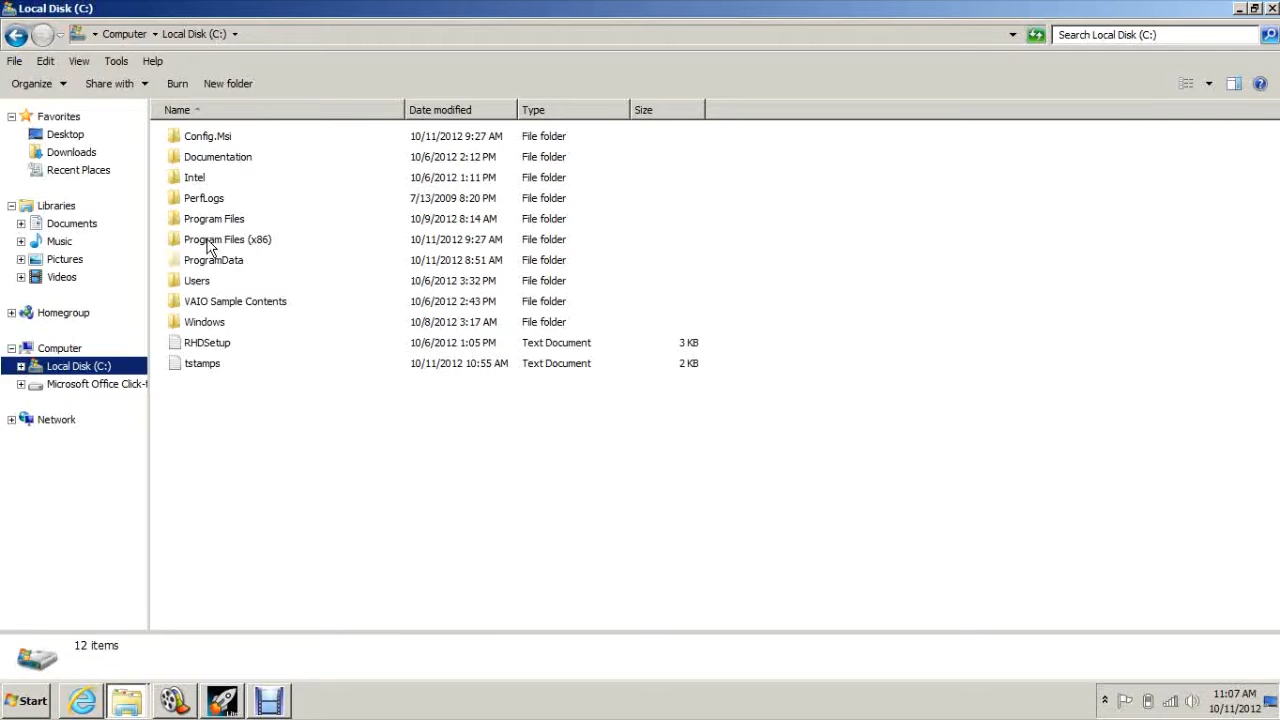 Local Disk (C:)
Computer Local Disk (C:) Search Local Disk (C:)
File Edit View Tools Help
Organize Share with Burn New folder
Name Date modified Type Size
Favorites
Desktop
Downloads
Recent Places
Libraries
Documents
Music
Pictures
Videos
Homegroup
Computer
Local Disk (C:)
Microsoft Office Click-t
Network
Config.Msi 10/11/2012 9:27 AM File folder
Documentation 10/6/2012 2:12 PM File folder
Intel 10/6/2012 1:11 PM File folder
PerfLogs 7/13/2009 8:20 PM File folder
Program Files 10/9/2012 8:14 AM File folder
Program Files (x86) 10/11/2012 9:27 AM File folder
ProgramData 10/11/2012 8:51 AM File folder
Users 10/6/2012 3:32 PM File folder
VAIO Sample Contents 10/6/2012 2:43 PM File folder
Windows 10/8/2012 3:17 AM File folder
RHDSetup 10/6/2012 1:05 PM Text Document 3 KB
tstamps 10/11/2012 10:55 AM Text Document 2 KB
12 items
Start
Lite
11:07 AM
10/11/2012